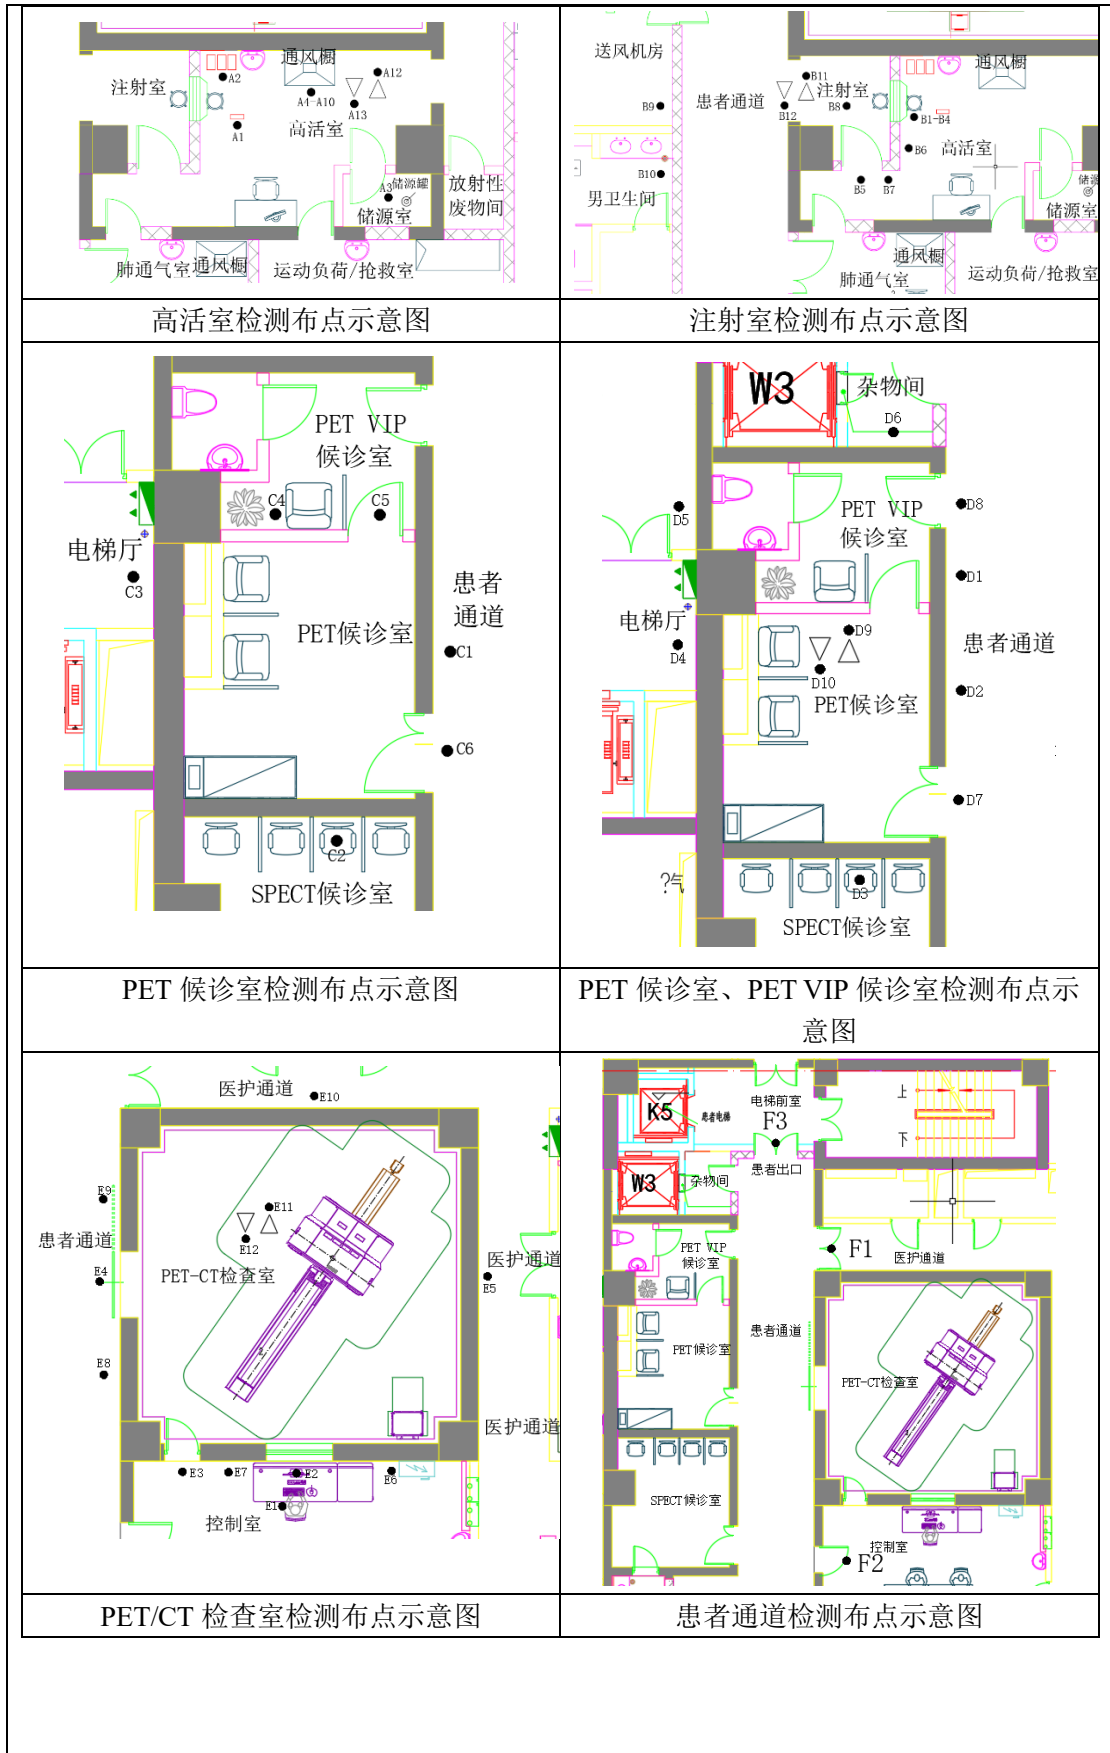 通风橱
A12
注射室
A2
A4-A10
A13
A1
高活室
A3
储源罐
放射性
废物间
储源室
肺通气室
通风橱
运动负荷/抢救室
送风机房
通风橱
B11
患者通道
注射室
B9
B12
B8
B1-B4
B6
高活室
B10
B5
B7
储源
男卫生间
储源室
通风橱
肺通气室
运动负荷/抢救室
高活室检测布点示意图
注射室检测布点示意图
PET VIP
候诊室
C4
C5
电梯厅
C3
患者
通道
PET候诊室
C1
C6
C2
SPECT候诊室
W3
杂物间
D6
PET VIP
候诊室
D5
D8
D1
电梯厅
D4
D9
患者通道
D10
D2
PET候诊室
D7
?气
D3
SPECT候诊室
PET 候诊室检测布点示意图
PET 候诊室、PET VIP 候诊室检测布点示
意图
医护通道
E10
E9
E11
患者通道
E12
医护通道
E4
PET-CT检查室
E5
E8
医护通道
E3
E7
E2
E6
E1
控制室
K5
患者电梯
电梯前室
F3
上
下
患者出口
W3
杂物间
PET VIP
候诊室
F1
医护通道
患者通道
PET候诊室
PET-CT检查室
SPECT候诊室
控制室
F2
PET/CT 检查室检测布点示意图
患者通道检测布点示意图